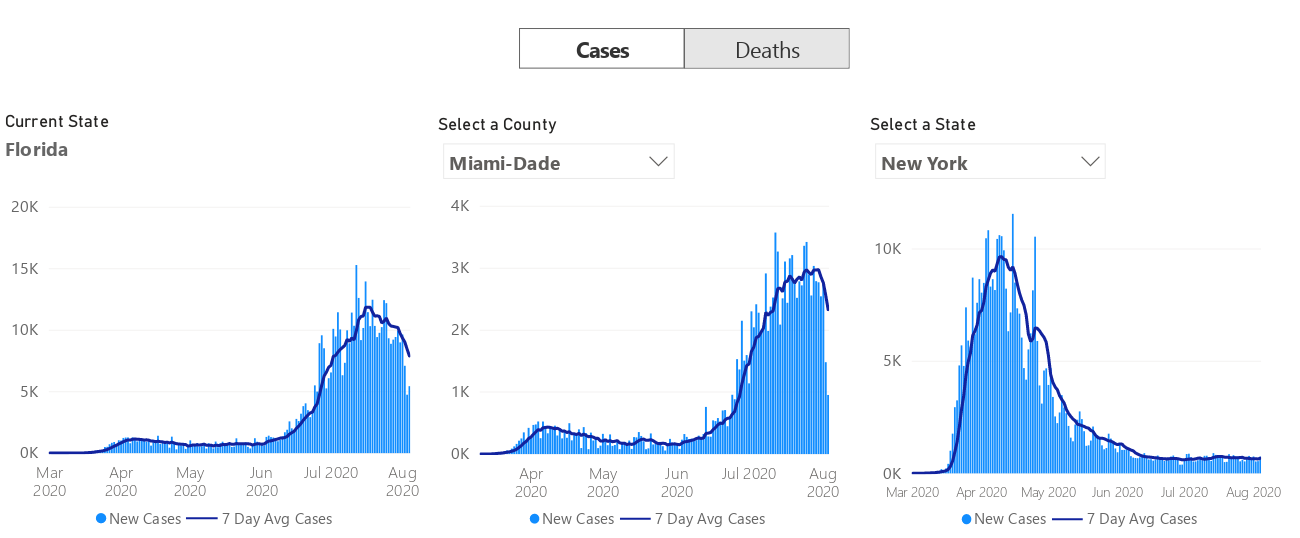 Cases Deaths
Current State
Florida
20K
15K
10K
5K
0K
Mar 2020 Apr 2020 May 2020 Jun 2020 Jul 2020 Aug 2020
New Cases 7 Day Avg Cases
Select a County
Miami-Dade
4K
3K
2K
1K
0K
Apr 2020 May 2020 Jun 2020 Jul 2020 Aug 2020
New Cases 7 Day Avg Cases
Select a State
New York
10K
5K
0K
Mar 2020 Apr 2020 May 2020 Jun 2020 Jul 2020 Aug 2020
New Cases 7 Day Avg Cases